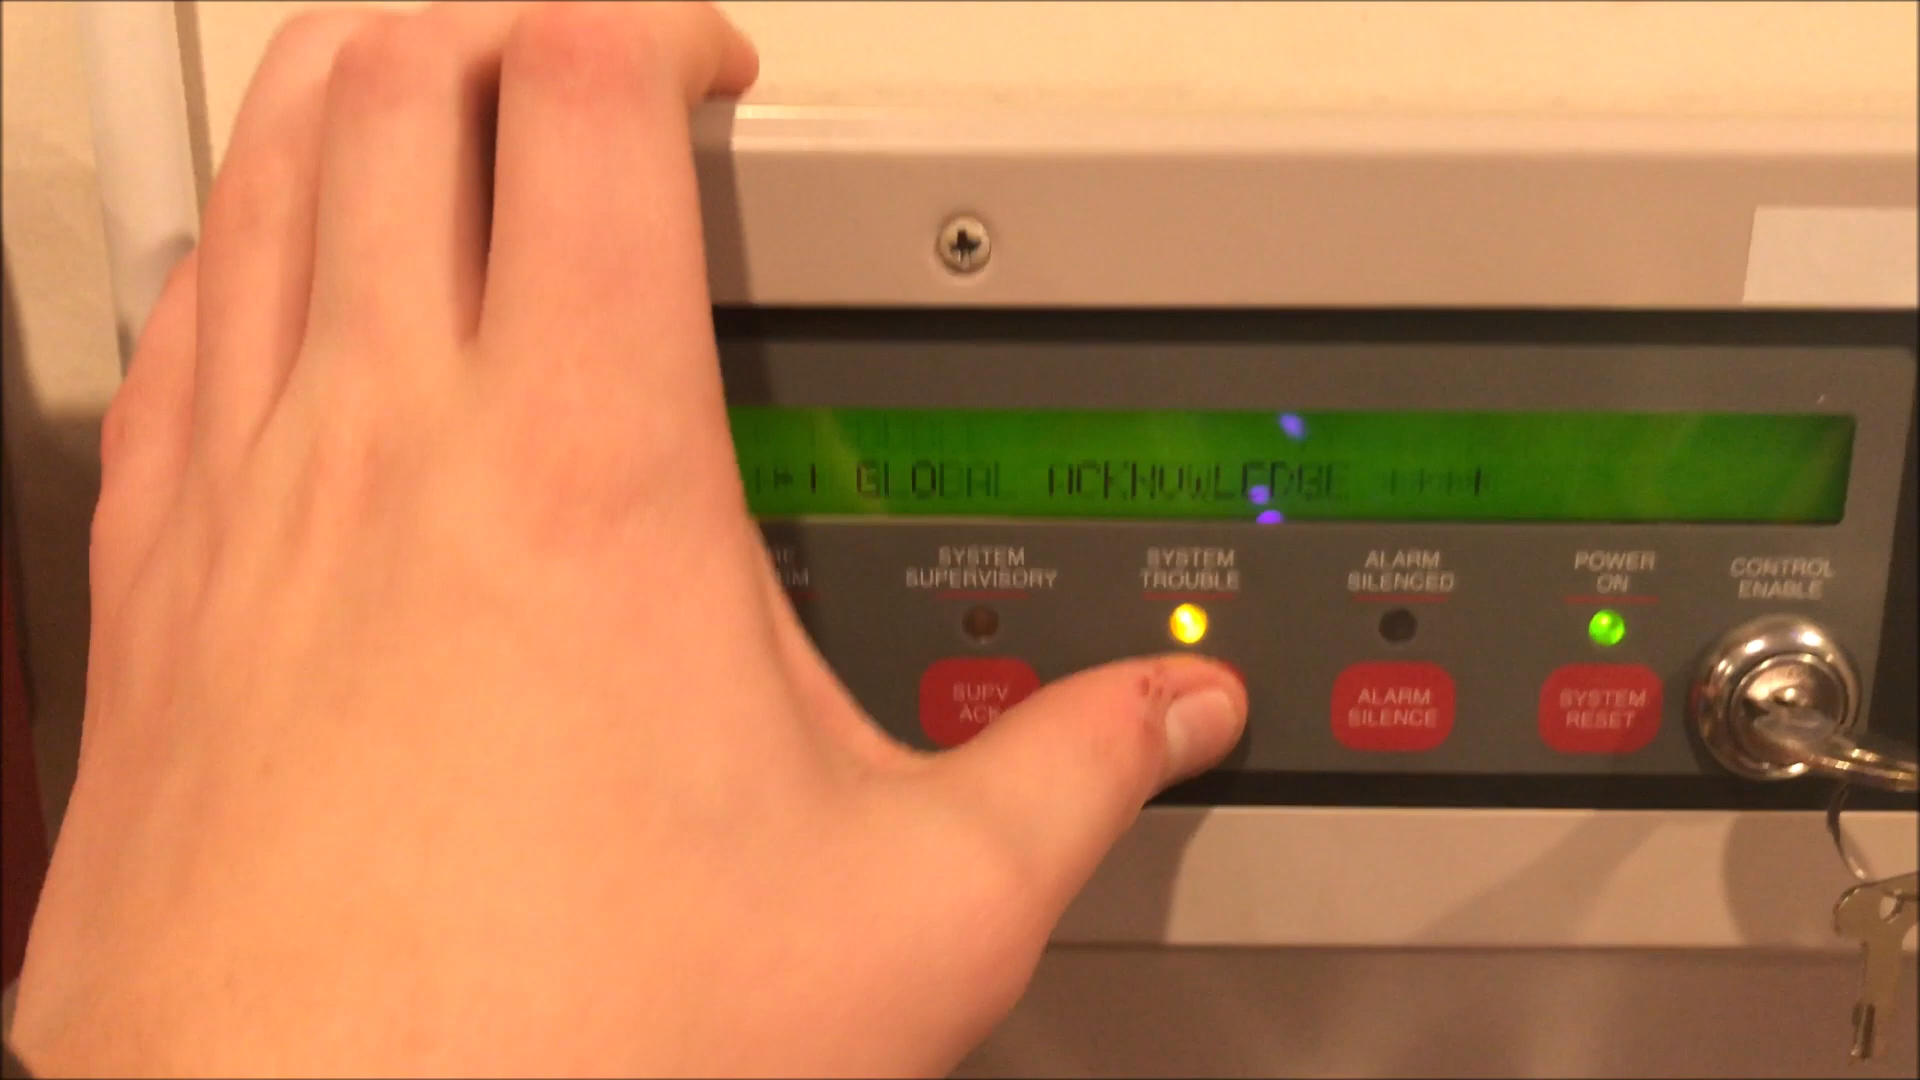 GLOBAL ACKNOWLEDGE
SYSTEM
SUPERVISORY
SYSTEM
TROUBLE
ALARM
SILENCED
POWER
ON
CONTROL
ENABLE
SUPV
ACK
ALARM
SILENCE
SYSTEM
RESET